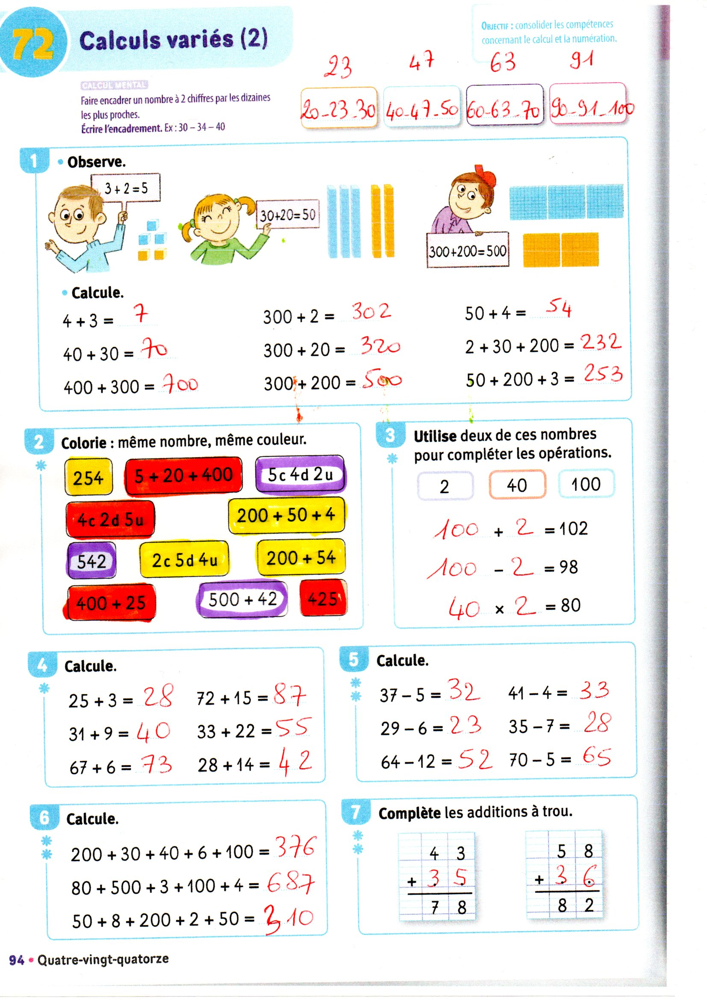 72
Calculs variés (2)
OBJECTIF : consolider les compétences
concernant le calcul et la numération.
23 47 63 91
CALCUL MENTAL
Faire encadrer un nombre à 2 chiffres par les dizaines
les plus proches.
Écrire l'encadrement. Ex : 30 – 34 – 40
20-23-30 40-47-50 60-63-70 90-91-100
1 • Observe.
3 + 2 = 5
30+20=50
300+200=500
• Calcule.
4 + 3 = 7 300 + 2 = 302 50 + 4 = 54
40 + 30 = 70 300 + 20 = 320 2 + 30 + 200 = 232
400 + 300 = 700 300 + 200 = 500 50 + 200 + 3 = 253
2 Colorie : même nombre, même couleur.
254 5 + 20 + 400 5c 4d 2u
4c 2d 5u 200 + 50 + 4
542 2c 5d 4u 200 + 54
400 + 25 500 + 42 425
3 Utilise deux de ces nombres
pour compléter les opérations.
2 40 100
100 + 2 = 102
100 – 2 = 98
40 × 2 = 80
4 Calcule.
25 + 3 = 28 72 + 15 = 87
31 + 9 = 40 33 + 22 = 55
67 + 6 = 73 28 + 14 = 42
5 Calcule.
37 – 5 = 32 41 – 4 = 33
29 – 6 = 23 35 – 7 = 28
64 – 12 = 52 70 – 5 = 65
6 Calcule.
200 + 30 + 40 + 6 + 100 = 376
80 + 500 + 3 + 100 + 4 = 687
50 + 8 + 200 + 2 + 50 = 310
7 Complète les additions à trou.
4 3 5 8
+ 3 5 + 3 6
7 8 8 2
94 • Quatre-vingt-quatorze